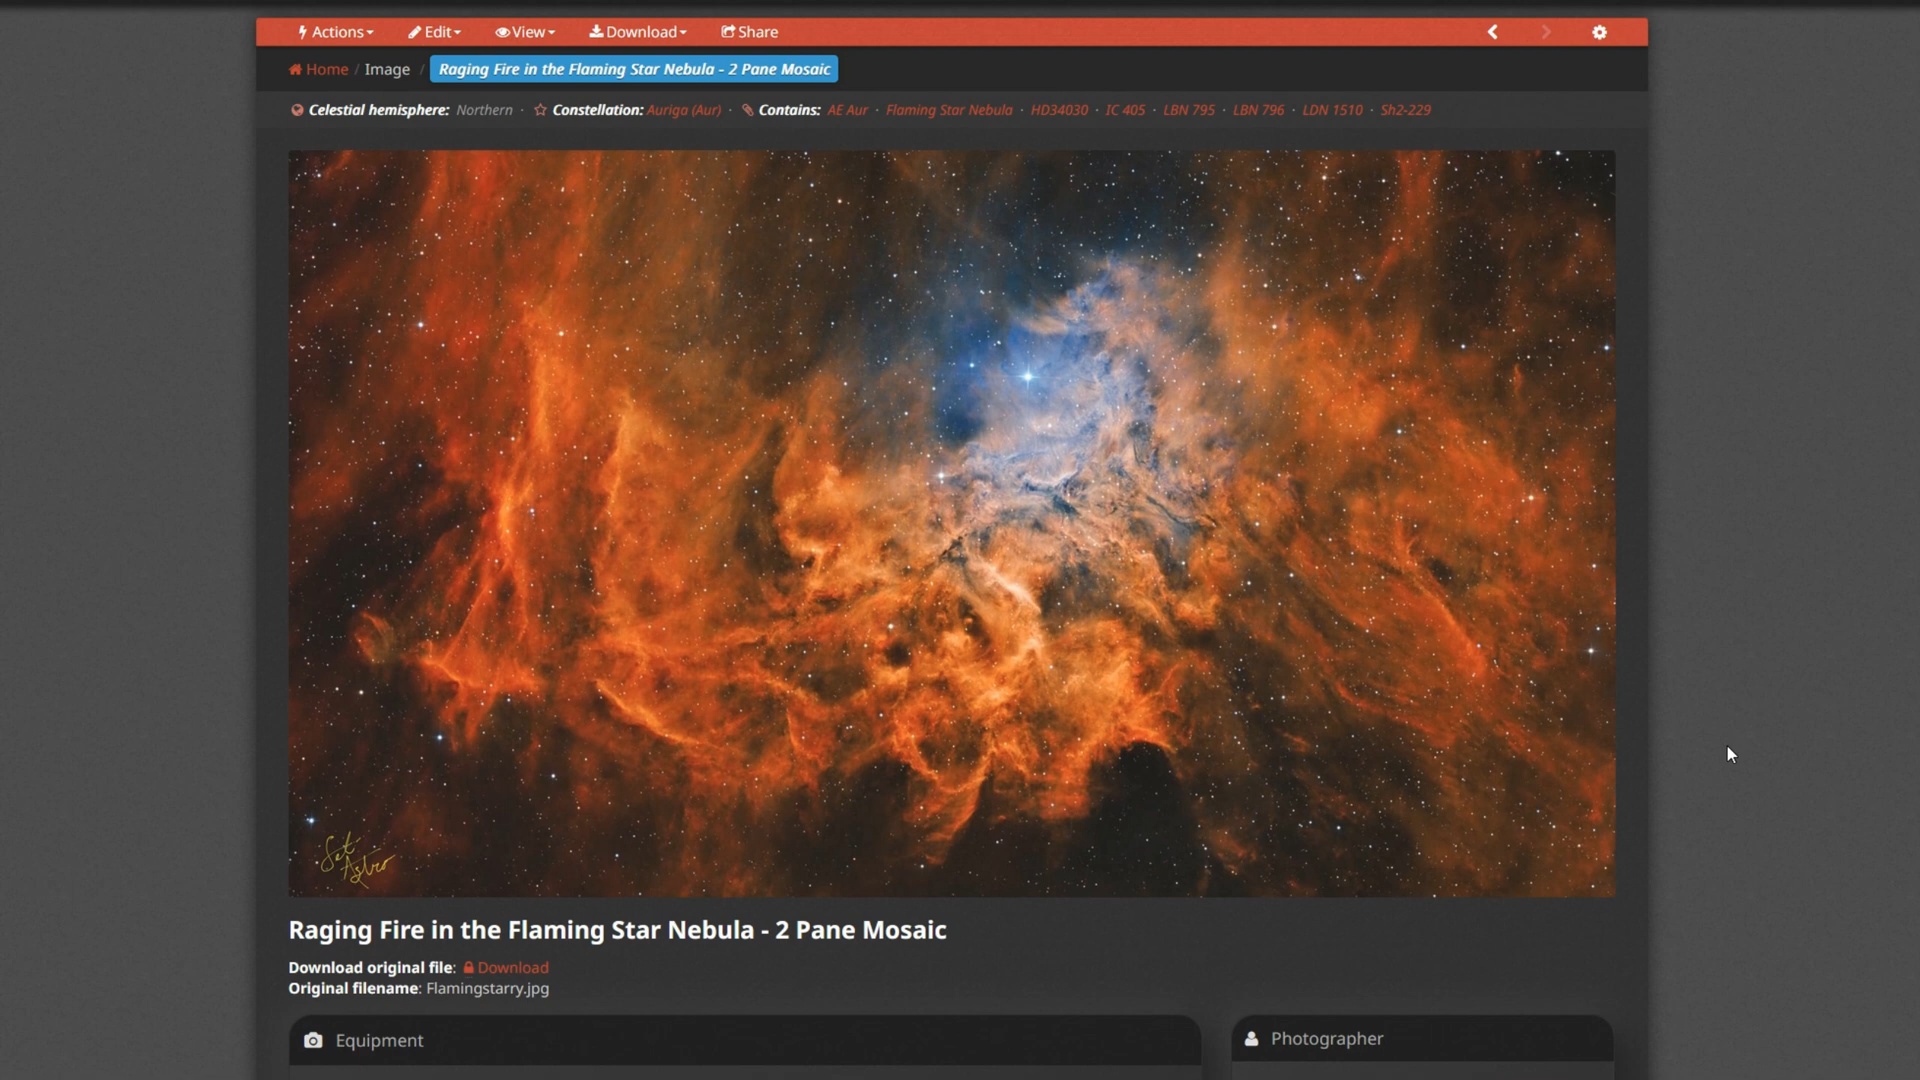 Actions Edit View Download Share
Home / Image / Raging Fire in the Flaming Star Nebula - 2 Pane Mosaic
Celestial hemisphere: Northern · Constellation: Auriga (Aur) · Contains: AE Aur · Flaming Star Nebula · HD34030 · IC 405 · LBN 795 · LBN 796 · LDN 1510 · Sh2-229
Set
Astro
Raging Fire in the Flaming Star Nebula - 2 Pane Mosaic
Download original file: Download
Original filename: Flamingstarry.jpg
Equipment
Photographer